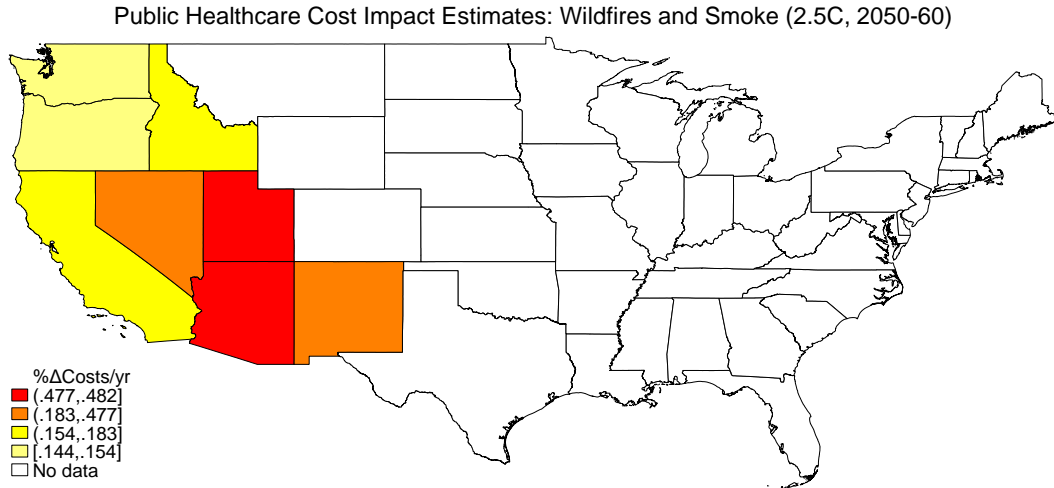 Public Healthcare Cost Impact Estimates: Wildfires and Smoke (2.5C, 2050-60)
%ΔCosts/yr
(.477,.482]
(.183,.477]
(.154,.183]
[.144,.154]
No data